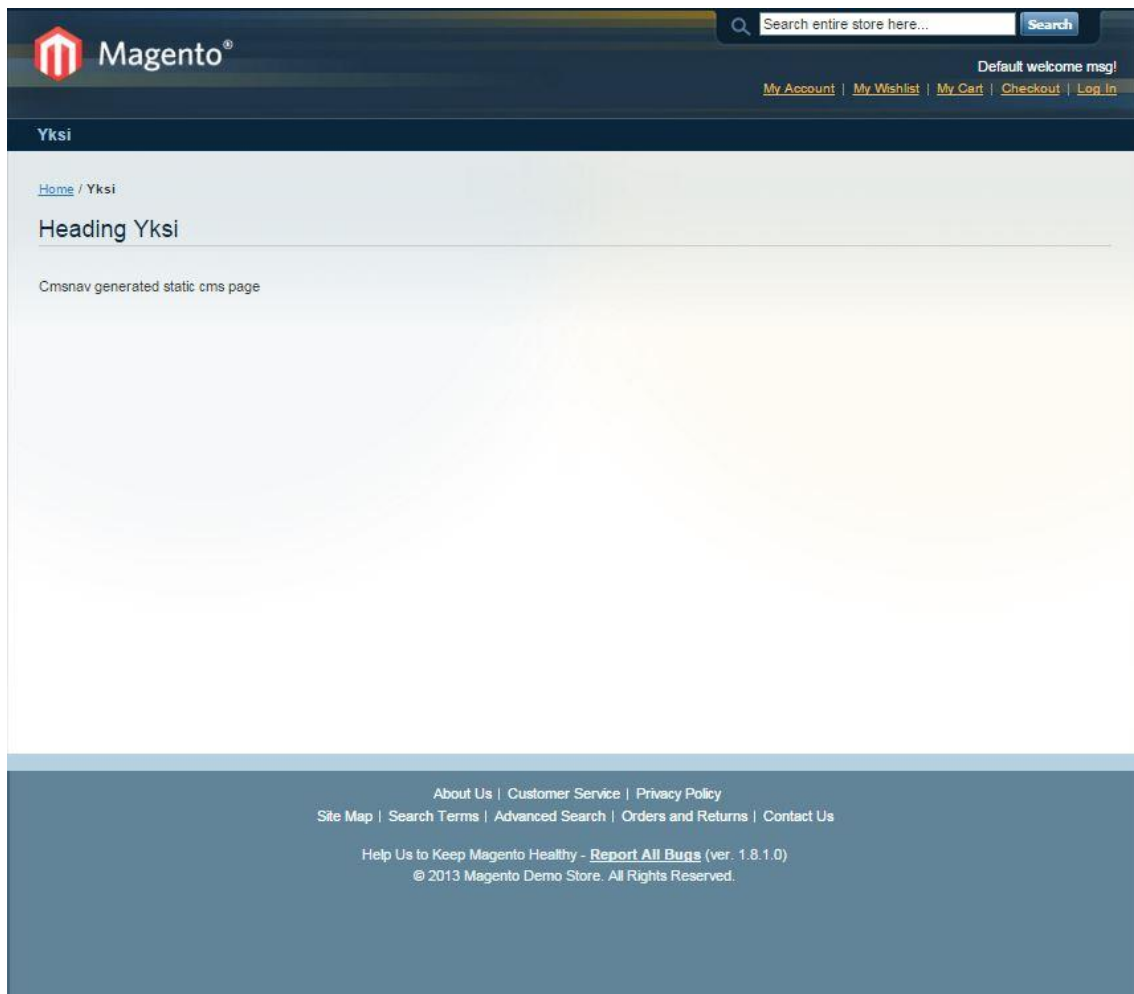 Magento®
Search entire store here...
Search
Default welcome msg!
My Account | My Wishlist | My Cart | Checkout | Log In
Yksi
Home / Yksi
Heading Yksi
Cmsnav generated static cms page
About Us | Customer Service | Privacy Policy
Site Map | Search Terms | Advanced Search | Orders and Returns | Contact Us
Help Us to Keep Magento Healthy - Report All Bugs (ver. 1.8.1.0)
© 2013 Magento Demo Store. All Rights Reserved.